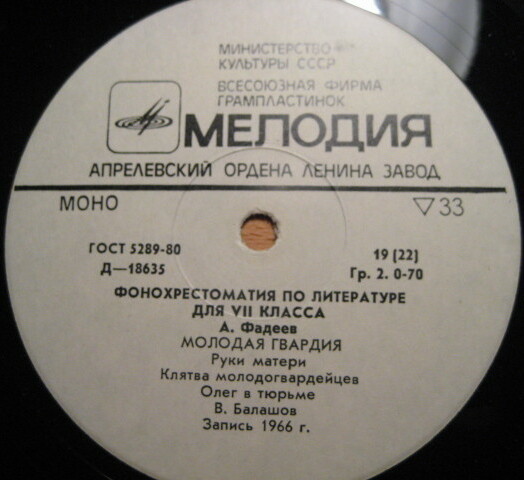 МИНИСТЕРСТВО
КУЛЬТУРЫ СССР
ВСЕСОЮЗНАЯ ФИРМА
ГРАМПЛАСТИНОК
МЕЛОДИЯ
АПРЕЛЕВСКИЙ ОРДЕНА ЛЕНИНА ЗАВОД
МОНО ▽33
ГОСТ 5289-80 19 [22]
Д—18635 Гр. 2. 0-70
ФОНОХРЕСТОМАТИЯ ПО ЛИТЕРАТУРЕ
ДЛЯ VII КЛАССА
А. Фадеев
МОЛОДАЯ ГВАРДИЯ
Руки матери
Клятва молодогвардейцев
Олег в тюрьме
В. Балашов
Запись 1966 г.